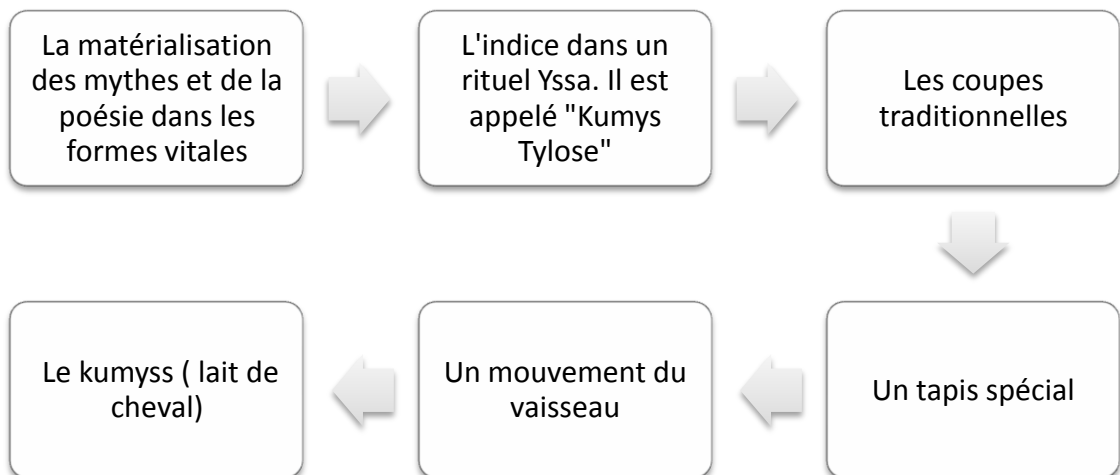 La matérialisation
des mythes et de la
poésie dans les
formes vitales
L'indice dans un
rituel Yssa. Il est
appelé "Kumys
Tylose"
Les coupes
traditionnelles
Un tapis spécial
Un mouvement du
vaisseau
Le kumyss ( lait de
cheval)